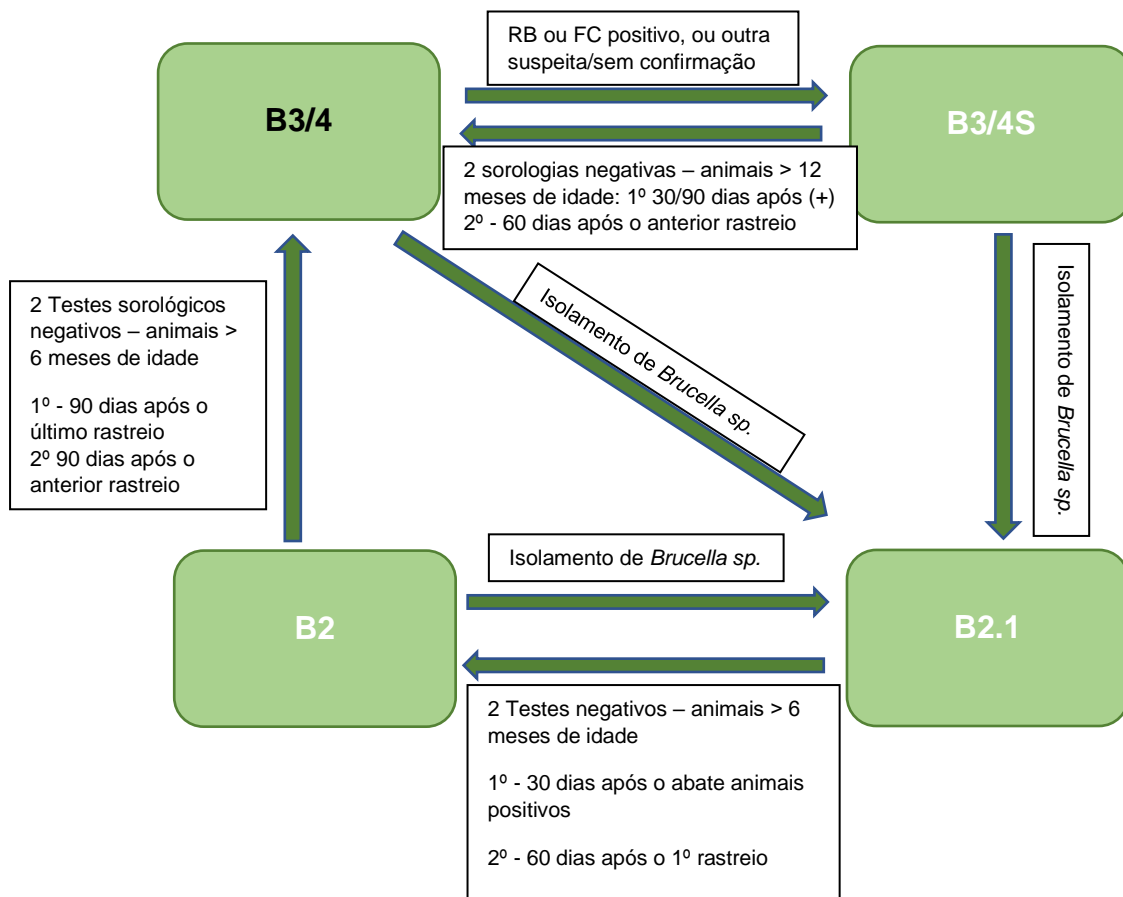 RB ou FC positivo, ou outra
suspeita/sem confirmação
B3/4
B3/4S
2 sorologias negativas – animais > 12
meses de idade: 1º 30/90 dias após (+)
2º - 60 dias após o anterior rastreio
Isolamento de Brucella sp.
Isolamento de Brucella sp.
2 Testes sorológicos
negativos – animais >
6 meses de idade
1º - 90 dias após o
último rastreio
2º 90 dias após o
anterior rastreio
Isolamento de Brucella sp.
B2
B2.1
2 Testes negativos – animais > 6
meses de idade
1º - 30 dias após o abate animais
positivos
2º - 60 dias após o 1º rastreio